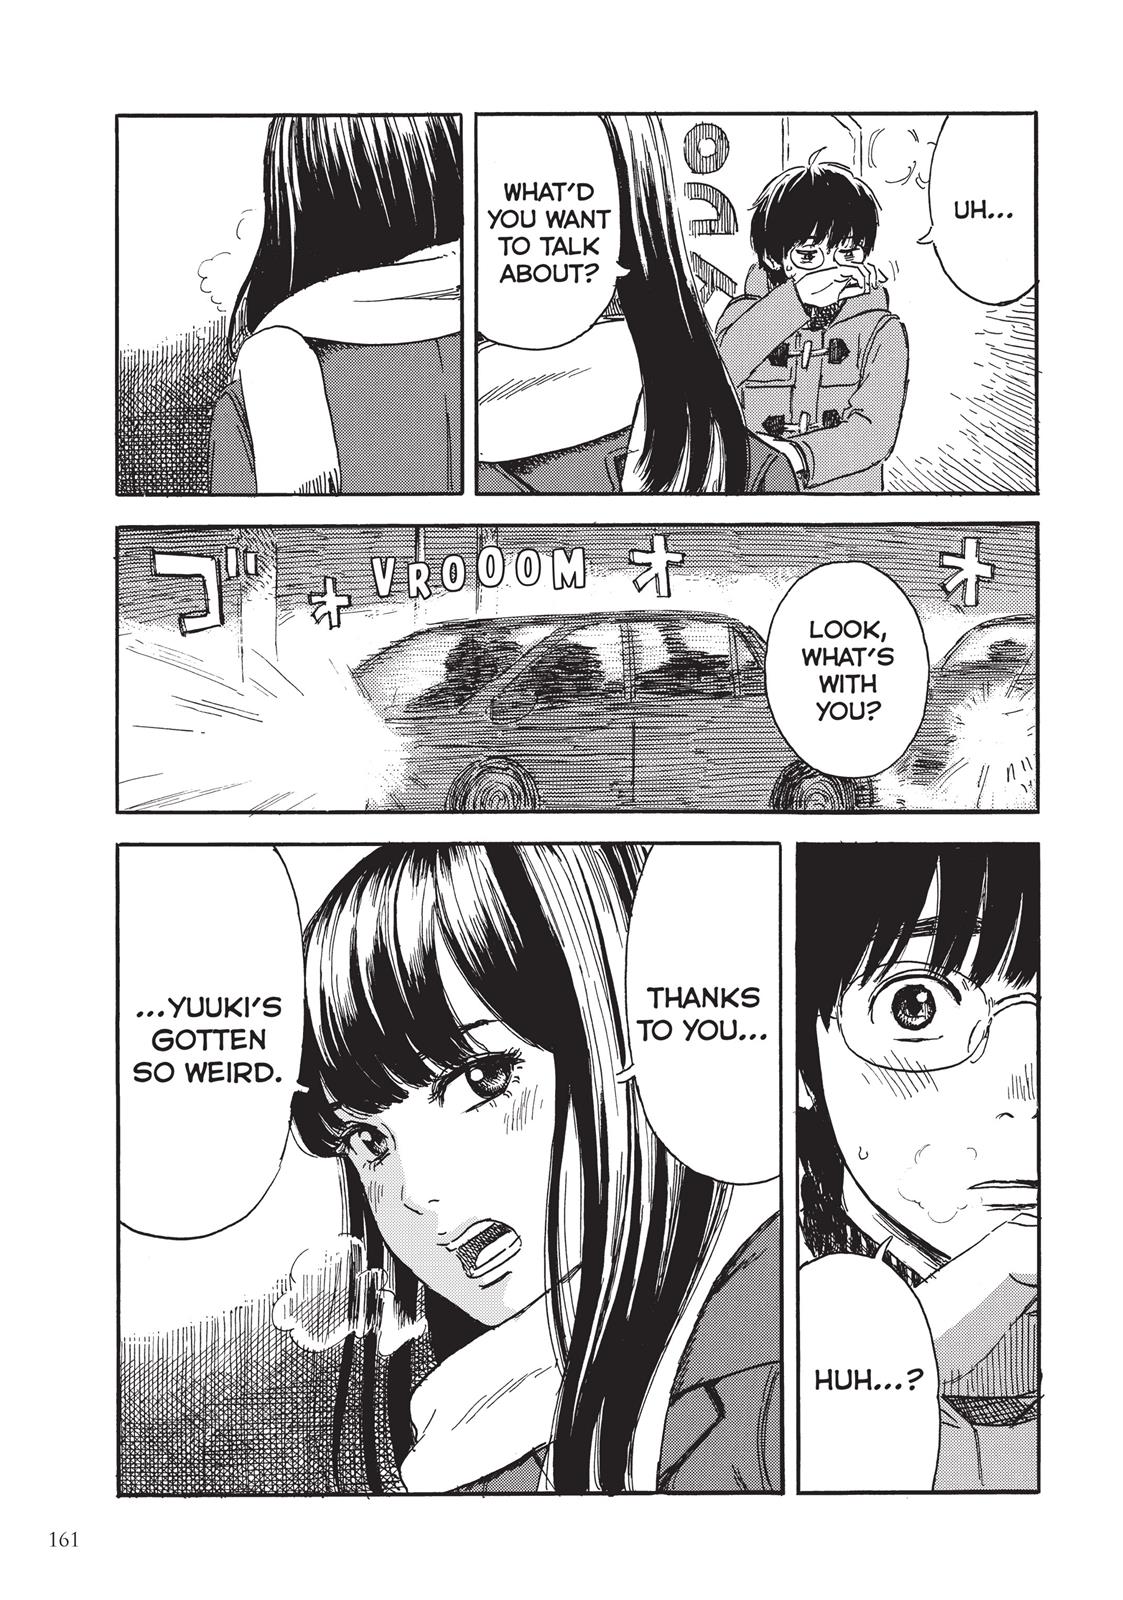 UH...
WHAT'D
YOU WANT
TO TALK
ABOUT?
ゴォオオ
VROOOM
LOOK,
WHAT'S
WITH
YOU?
HUH...?
THANKS
TO YOU...
...YUUKI'S
GOTTEN
SO WEIRD.
161